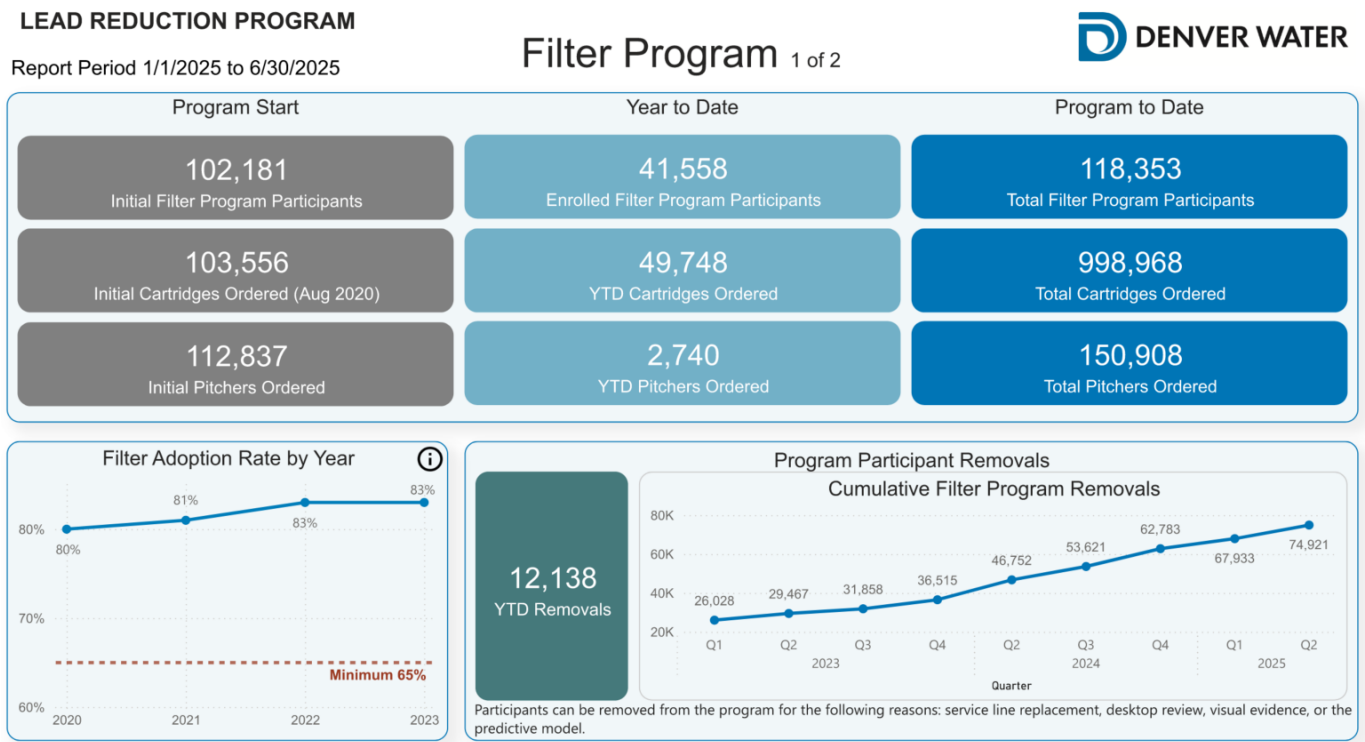 LEAD REDUCTION PROGRAM
Report Period 1/1/2025 to 6/30/2025
Filter Program 1 of 2
DENVER WATER
Program Start
Year to Date
Program to Date
102,181
Initial Filter Program Participants
41,558
Enrolled Filter Program Participants
118,353
Total Filter Program Participants
103,556
Initial Cartridges Ordered (Aug 2020)
49,748
YTD Cartridges Ordered
998,968
Total Cartridges Ordered
112,837
Initial Pitchers Ordered
2,740
YTD Pitchers Ordered
150,908
Total Pitchers Ordered
Filter Adoption Rate by Year
80%
70%
60%
80%
81%
83%
83%
Minimum 65%
2020
2021
2022
2023
Program Participant Removals
12,138
YTD Removals
Cumulative Filter Program Removals
80K
60K
40K
20K
26,028
29,467
31,858
36,515
46,752
53,621
62,783
67,933
74,921
Q1
Q2
Q3
Q4
Q2
Q3
Q4
Q1
Q2
2023
2024
2025
Quarter
Participants can be removed from the program for the following reasons: service line replacement, desktop review, visual evidence, or the
predictive model.